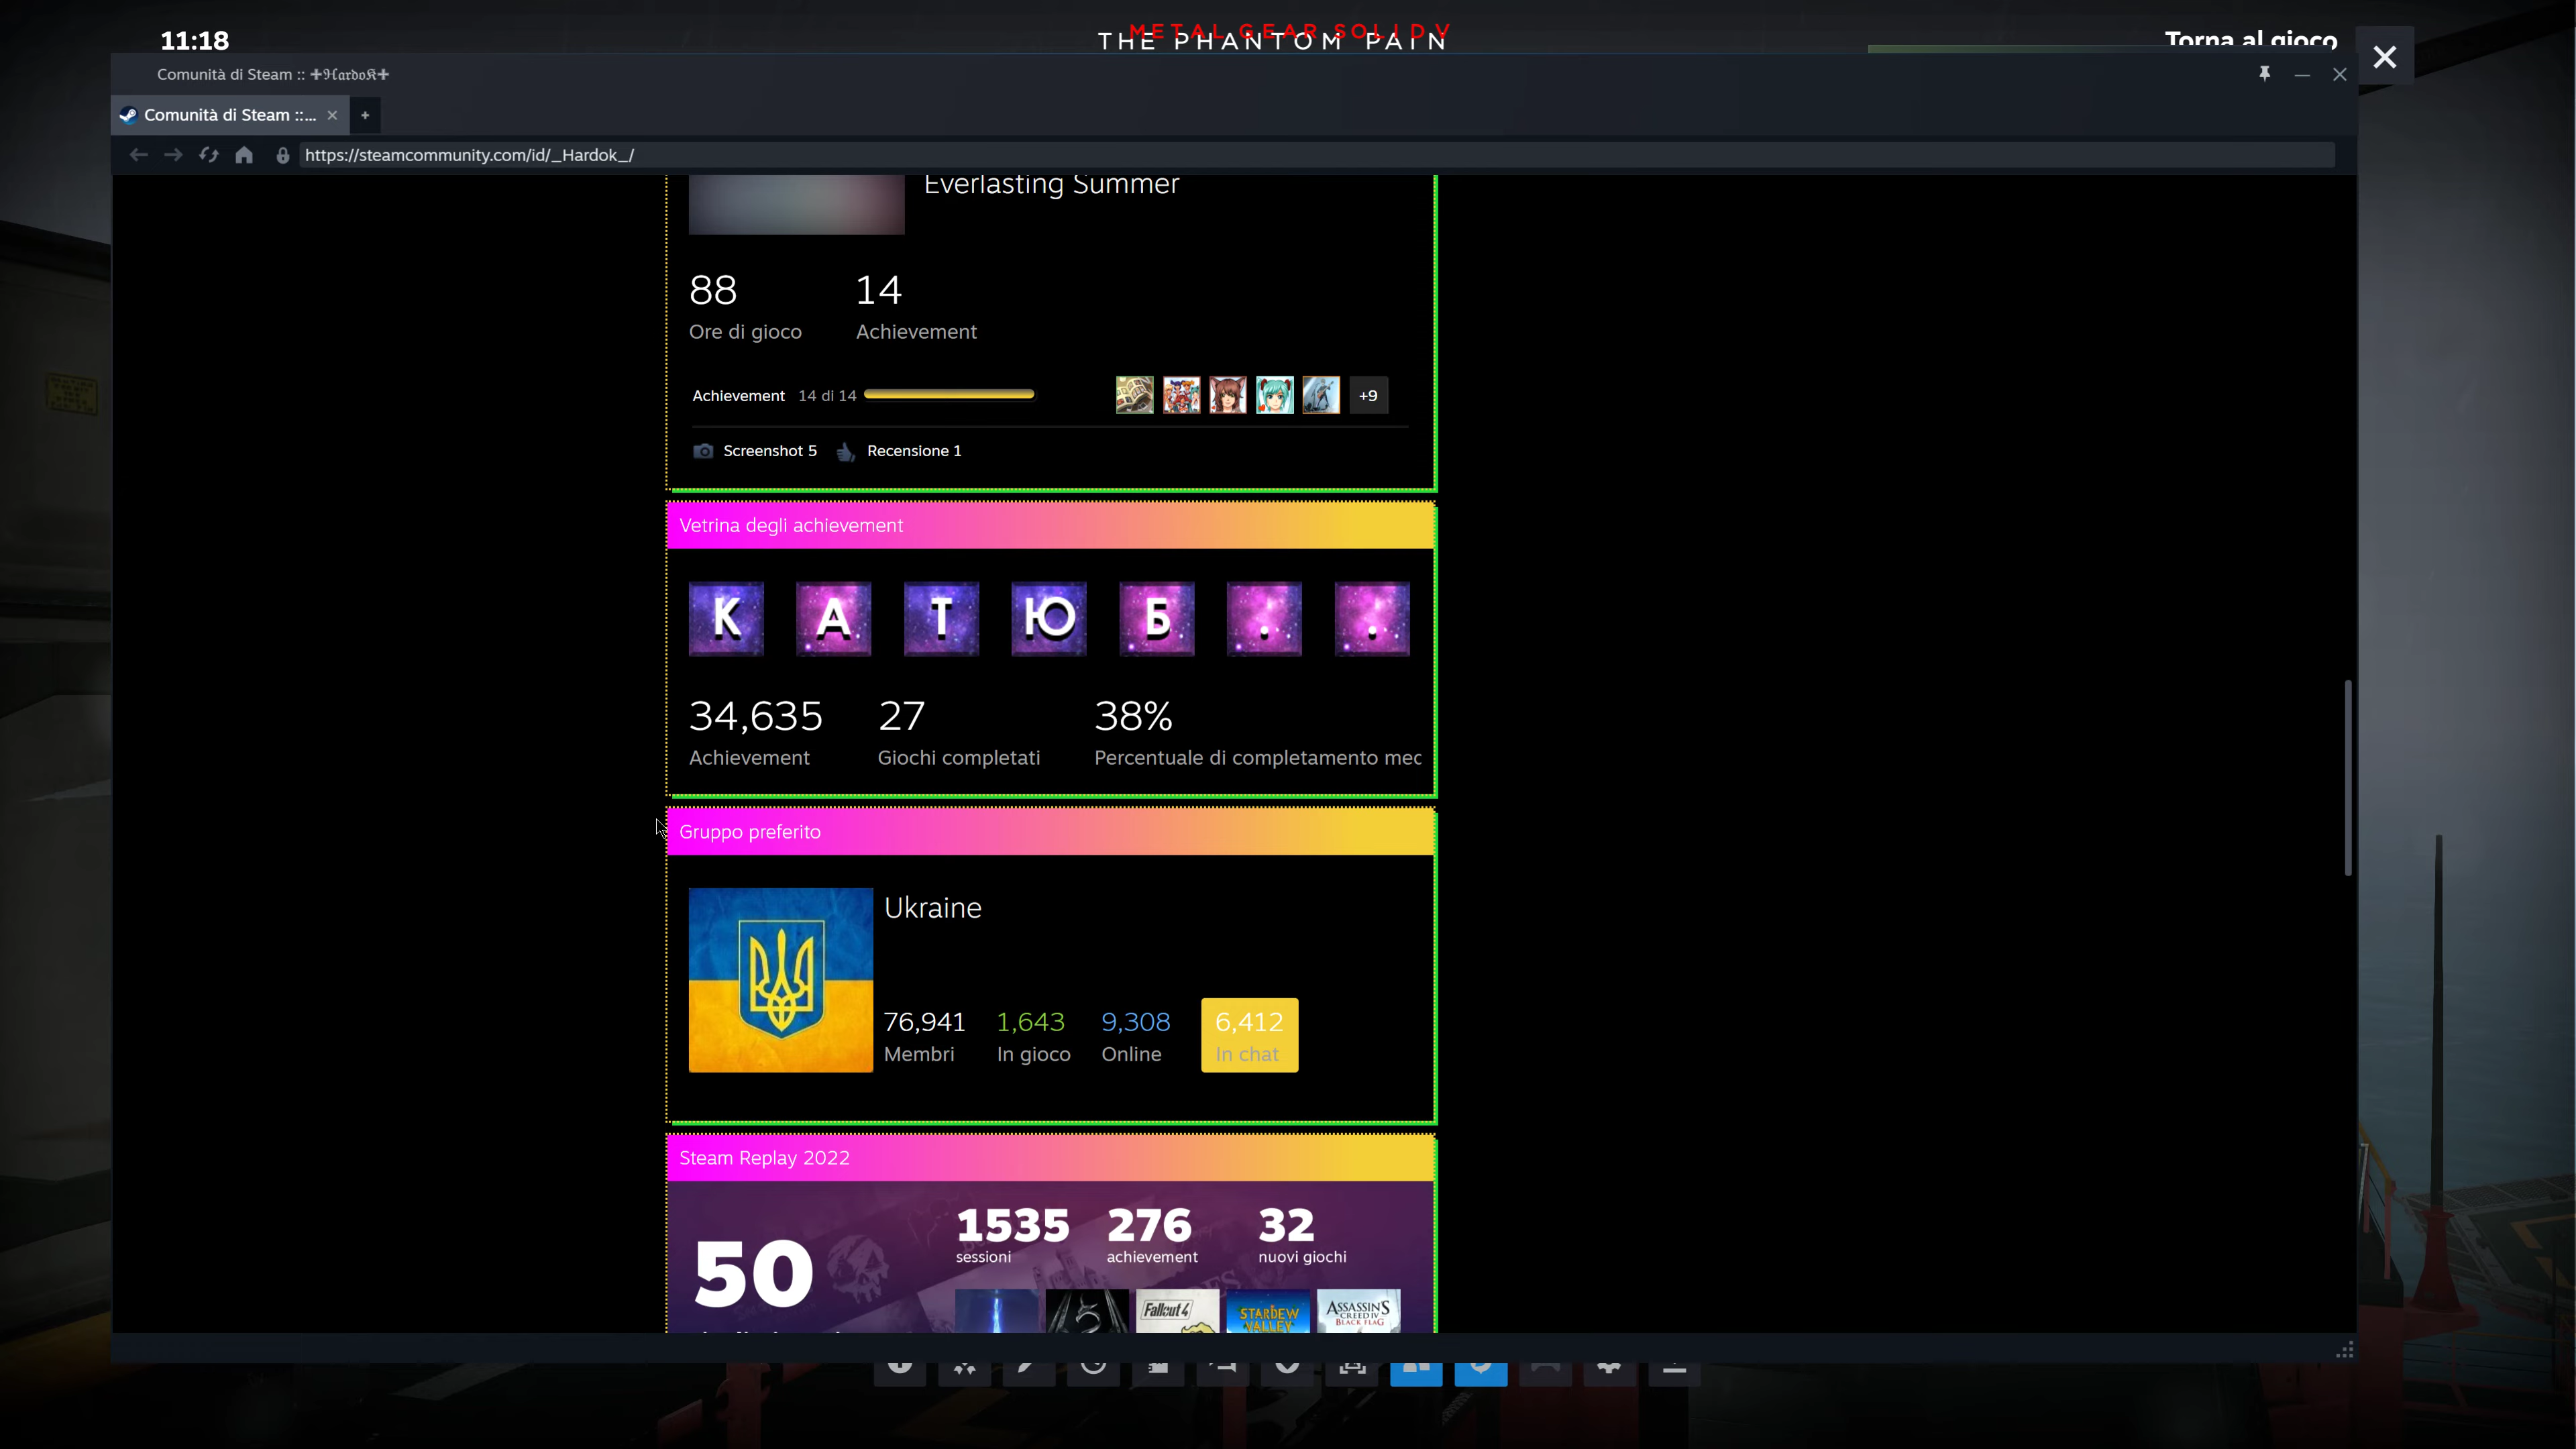 11:18
METAL GEAR SOLID V
THE PHANTOM PAIN
Torna al gioco
Comunità di Steam :: ✚ℌ𝔞𝔯𝔡𝔬𝔎✚
Comunità di Steam ::...
https://steamcommunity.com/id/_Hardok_/
Everlasting Summer
88 14
Ore di gioco Achievement
Achievement 14 di 14 +9
Screenshot 5 Recensione 1
Vetrina degli achievement
К А Т Ю Б . .
34,635 27 38%
Achievement Giochi completati Percentuale di completamento mec
Gruppo preferito
Ukraine
76,941 1,643 9,308 6,412
Membri In gioco Online In chat
Steam Replay 2022
1535 276 32
sessioni achievement nuovi giochi
50
Fallout 4
STARDEW VALLEY
ASSASSIN'S
CREED IV
BLACK FLAG